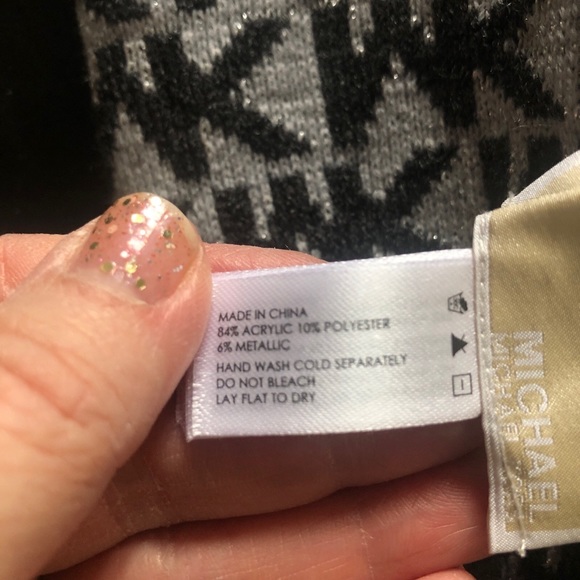 MADE IN CHINA
84% ACRYLIC 10% POLYESTER
6% METALLIC
HAND WASH COLD SEPARATELY
DO NOT BLEACH
LAY FLAT TO DRY
MICHAEL
MICHAEL